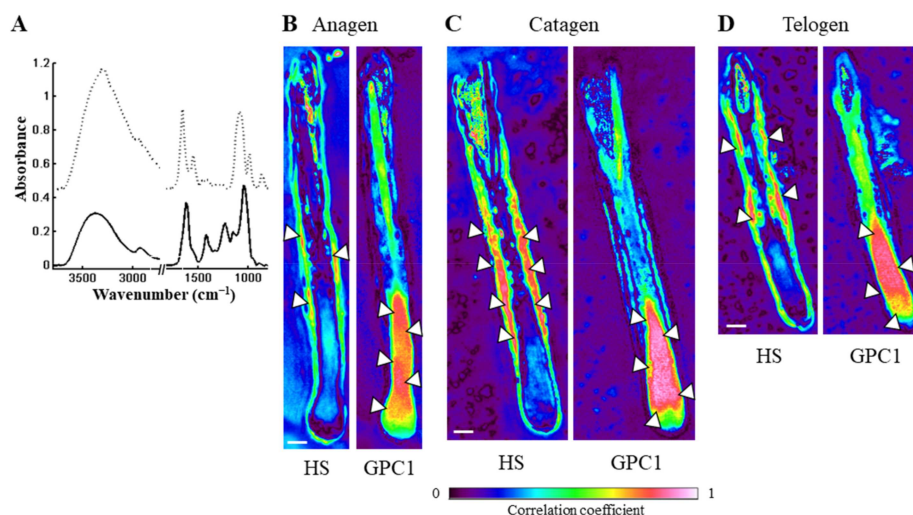 A
B Anagen
C Catagen
D Telogen
Absorbance
1.2
1
0.8
0.6
0.4
0.2
0
3500 3000 1500 1000
Wavenumber (cm⁻¹)
HS GPC1
HS GPC1
HS GPC1
0 1
Correlation coefficient